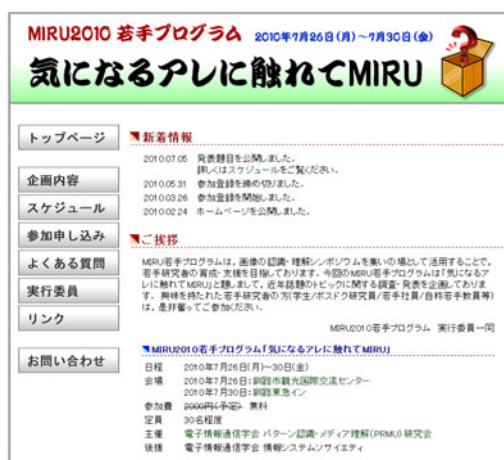 MIRU2010 若手プログラム 2010年7月26日(月)～7月30日(金)
気になるアレに触れてMIRU
トップページ
企画内容
スケジュール
参加申し込み
よくある質問
実行委員
リンク
お問い合わせ
新着情報
2010.07.05 発表題目を公開しました。
詳しくはスケジュールをご覧ください。
2010.05.31 参加登録を締め切りました。
2010.03.26 参加登録を開始しました。
2010.02.24 ホームページを公開しました。
ご挨拶
MIRU若手プログラムは，画像の認識・理解シンポジウムを集いの場として活用することで，
若手研究者の育成・支援を目指しております．今回のMIRU若手プログラムは「気になるア
レに触れてMIRU」と題しまして，近年話題のトピックに関する調査・発表を企画しておりま
す． 興味を持たれた若手研究者の方(学生/ポスドク研究員/若手社員/自称若手教員等)
は，是非奮ってご参加ください．
MIRU2010若手プログラム 実行委員一同
MIRU2010若手プログラム「気になるアレに触れてMIRU」
日程 2010年7月26日(月)～30日(金)
会場 2010年7月26日：釧路市観光国際交流センター
2010年7月30日：釧路東急イン
参加費 2000円(予定) 無料
定員 30名程度
主催 電子情報通信学会 パターン認識・メディア理解(PRMU)研究会
後援 電子情報通信学会 情報システムソサイエティ